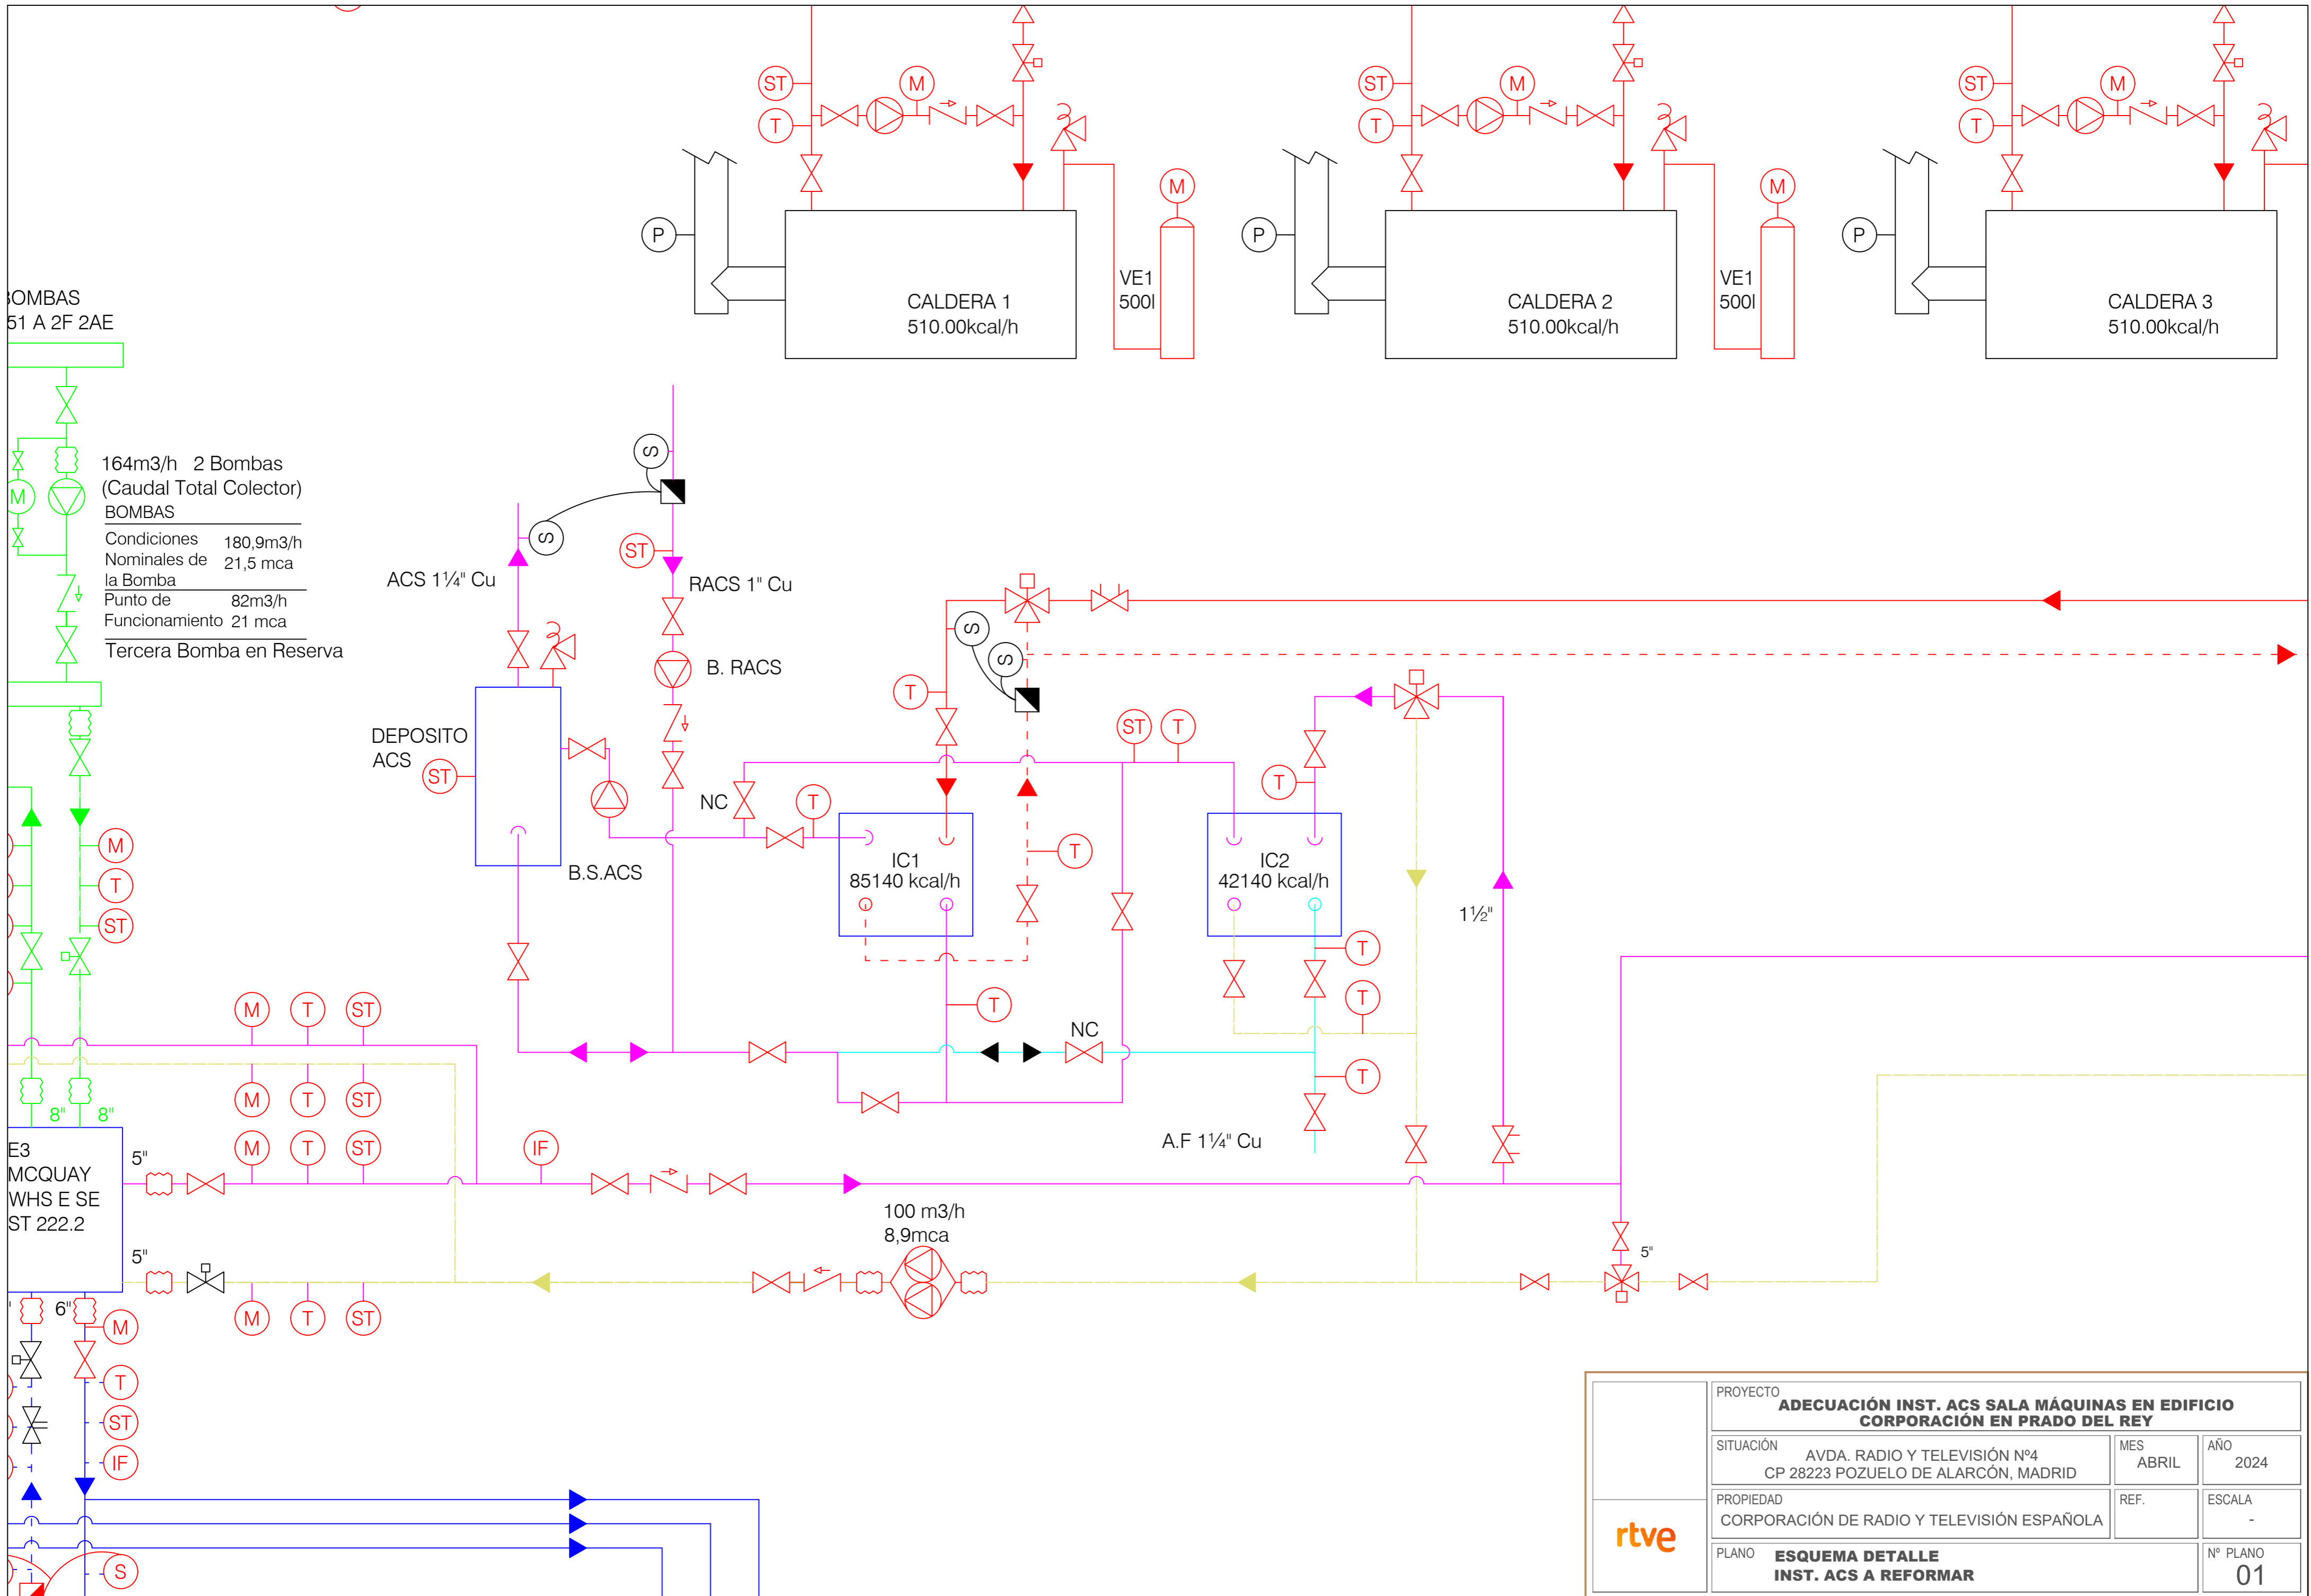 ST
M
T
P
CALDERA 1
510.00kcal/h
VE1
500l
M
ST
M
T
P
CALDERA 2
510.00kcal/h
VE1
500l
M
ST
M
T
P
CALDERA 3
510.00kcal/h
BOMBAS
51 A 2F 2AE
M
164m3/h 2 Bombas
(Caudal Total Colector)
BOMBAS
Condiciones 180,9m3/h
Nominales de 21,5 mca
la Bomba
Punto de 82m3/h
Funcionamiento 21 mca
Tercera Bomba en Reserva
S
S
ST
ACS 1¼" Cu
RACS 1" Cu
B. RACS
DEPOSITO
ACS
ST
B.S.ACS
NC
T
T
S
S
ST
T
T
IC1
85140 kcal/h
T
IC2
42140 kcal/h
T
T
T
T
1½"
NC
A.F 1¼" Cu
M
T
ST
M
T
ST
M
T
ST
8"
8"
M
T
ST
IF
E3
MCQUAY
WHS E SE
ST 222.2
5"
5"
100 m3/h
8,9mca
5"
M
T
ST
6"
M
T
ST
IF
S
PROYECTO
ADECUACIÓN INST. ACS SALA MÁQUINAS EN EDIFICIO
CORPORACIÓN EN PRADO DEL REY
SITUACIÓN
AVDA. RADIO Y TELEVISIÓN Nº4
CP 28223 POZUELO DE ALARCÓN, MADRID
MES
ABRIL
AÑO
2024
PROPIEDAD
CORPORACIÓN DE RADIO Y TELEVISIÓN ESPAÑOLA
REF.
ESCALA
-
rtve
PLANO
ESQUEMA DETALLE
INST. ACS A REFORMAR
Nº PLANO
01